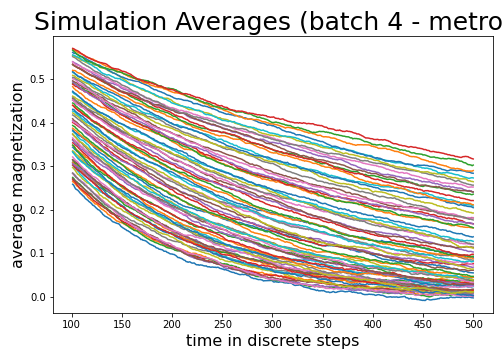 Simulation Averages (batch 4 - metro
average magnetization
0.5
0.4
0.3
0.2
0.1
0.0
100 150 200 250 300 350 400 450 500
time in discrete steps